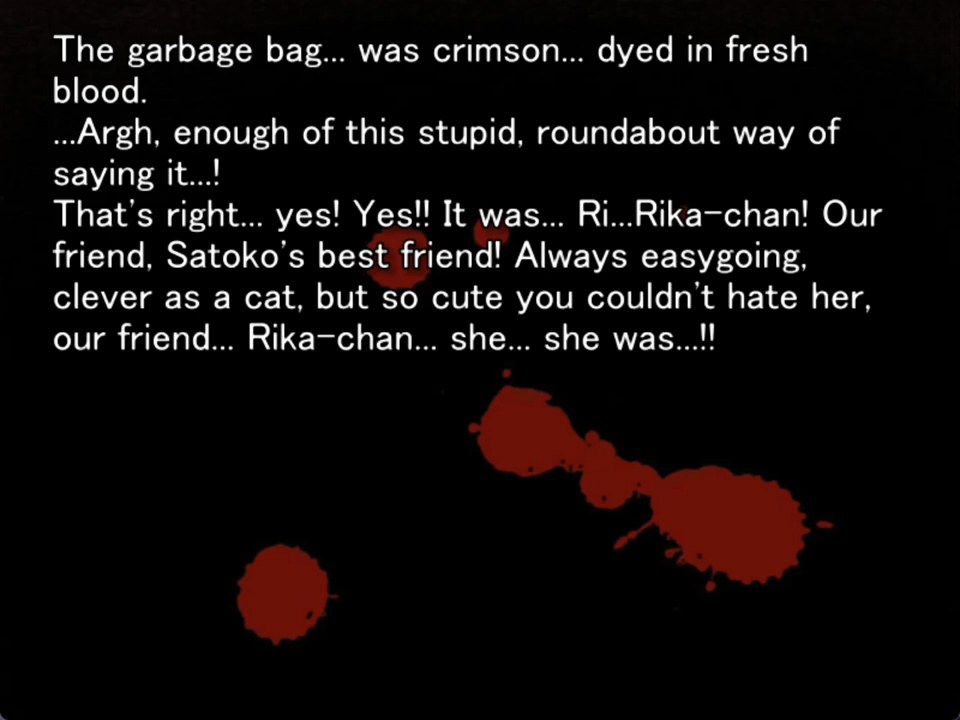 The garbage bag... was crimson... dyed in fresh
blood.
...Argh, enough of this stupid, roundabout way of
saying it...!
That's right... yes! Yes!! It was... Ri...Rika-chan! Our
friend, Satoko's best friend! Always easygoing,
clever as a cat, but so cute you couldn't hate her,
our friend... Rika-chan... she... she was...!!